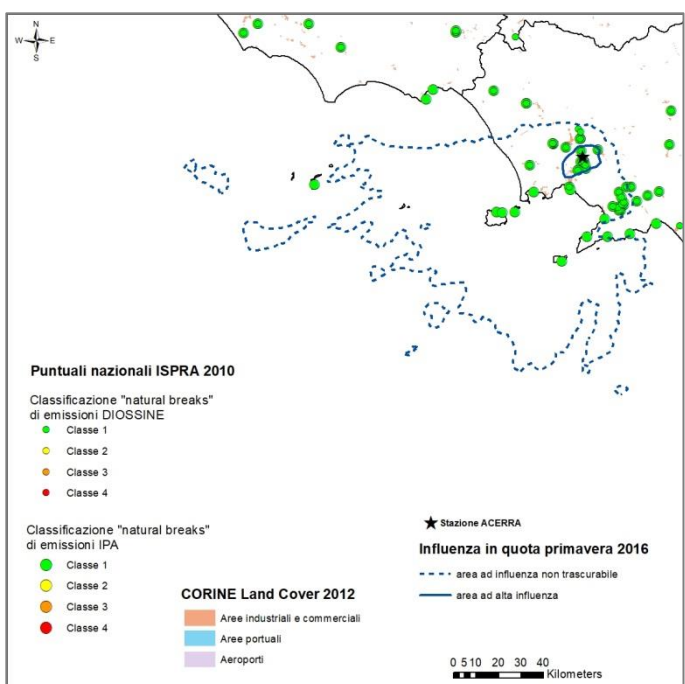 N
W E
S
Puntuali nazionali ISPRA 2010
Classificazione "natural breaks"
di emissioni DIOSSINE
Classe 1
Classe 2
Classe 3
Classe 4
Classificazione "natural breaks"
di emissioni IPA
Classe 1
Classe 2
Classe 3
Classe 4
CORINE Land Cover 2012
Aree industriali e commerciali
Aree portuali
Aeroporti
Stazione ACERRA
Influenza in quota primavera 2016
area ad influenza non trascurabile
area ad alta influenza
0 5 10 20 30 40
Kilometers